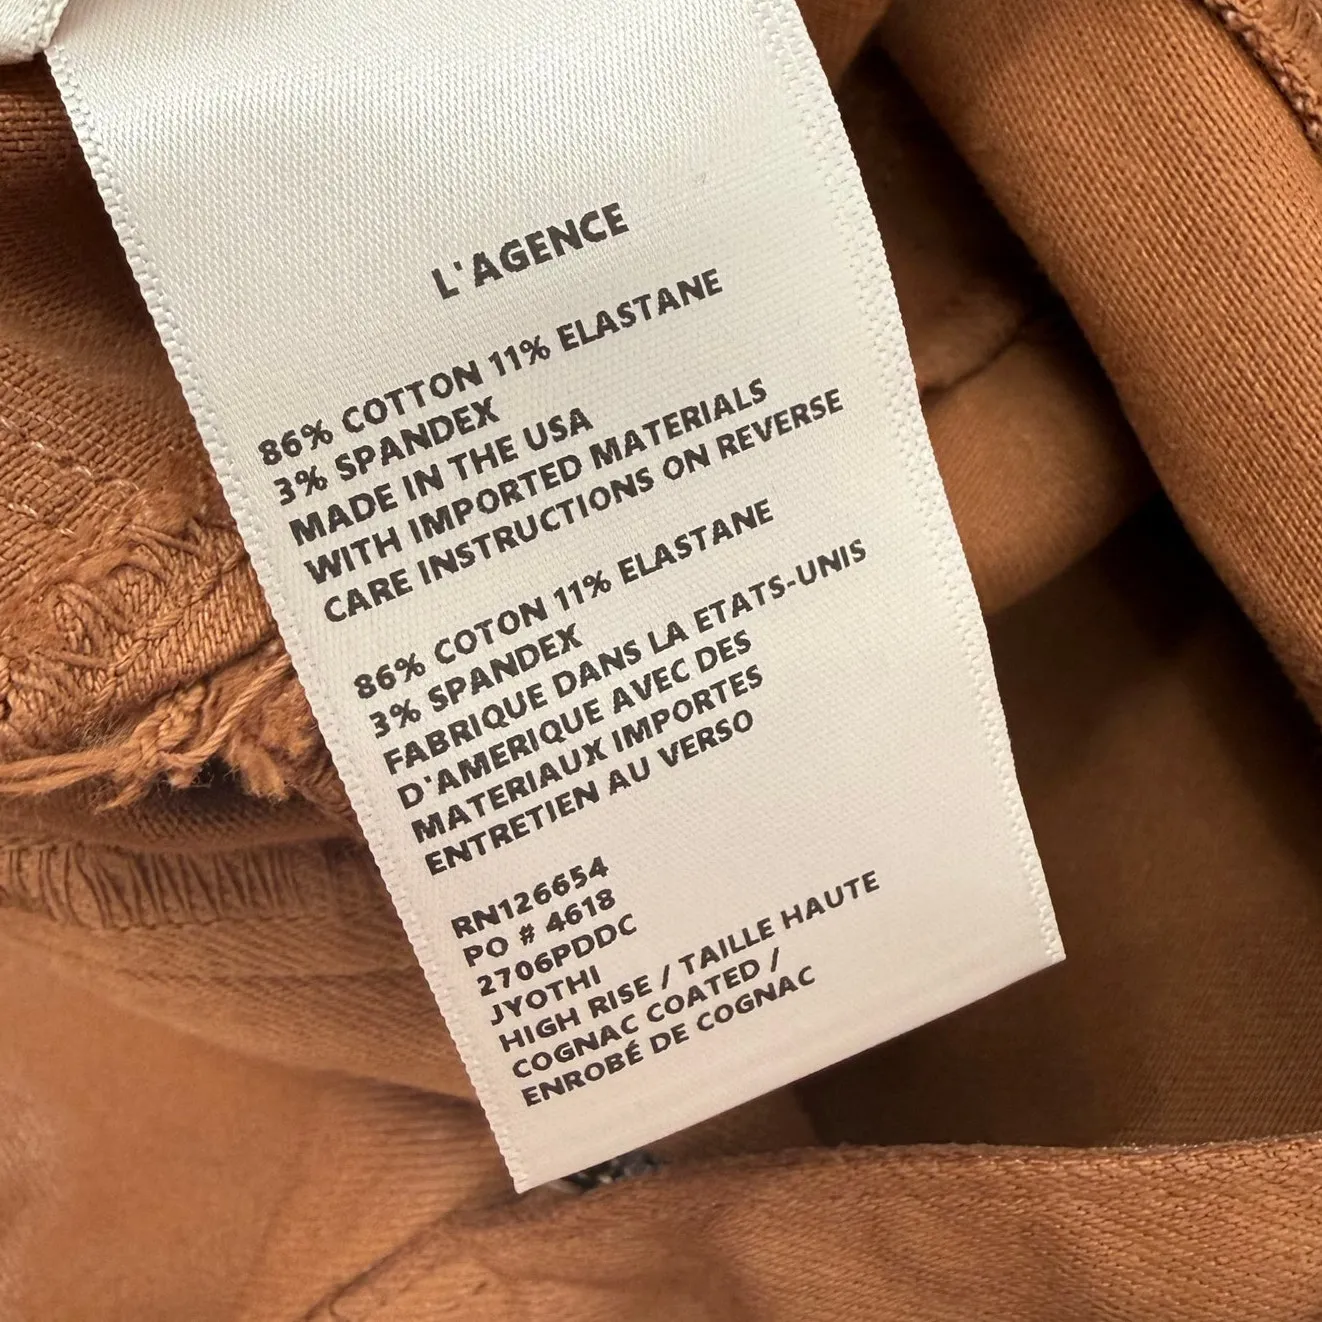 L'AGENCE
86% COTTON 11% ELASTANE
3% SPANDEX
MADE IN THE USA
WITH IMPORTED MATERIALS
CARE INSTRUCTIONS ON REVERSE
86% COTON 11% ELASTANE
3% SPANDEX
FABRIQUE DANS LA ETATS-UNIS
D'AMERIQUE AVEC DES
MATERIAUX IMPORTES
ENTRETIEN AU VERSO
RN126654
PO # 4618
2706PDDC
JYOTHI
HIGH RISE / TAILLE HAUTE
COGNAC COATED /
ENROBÉ DE COGNAC